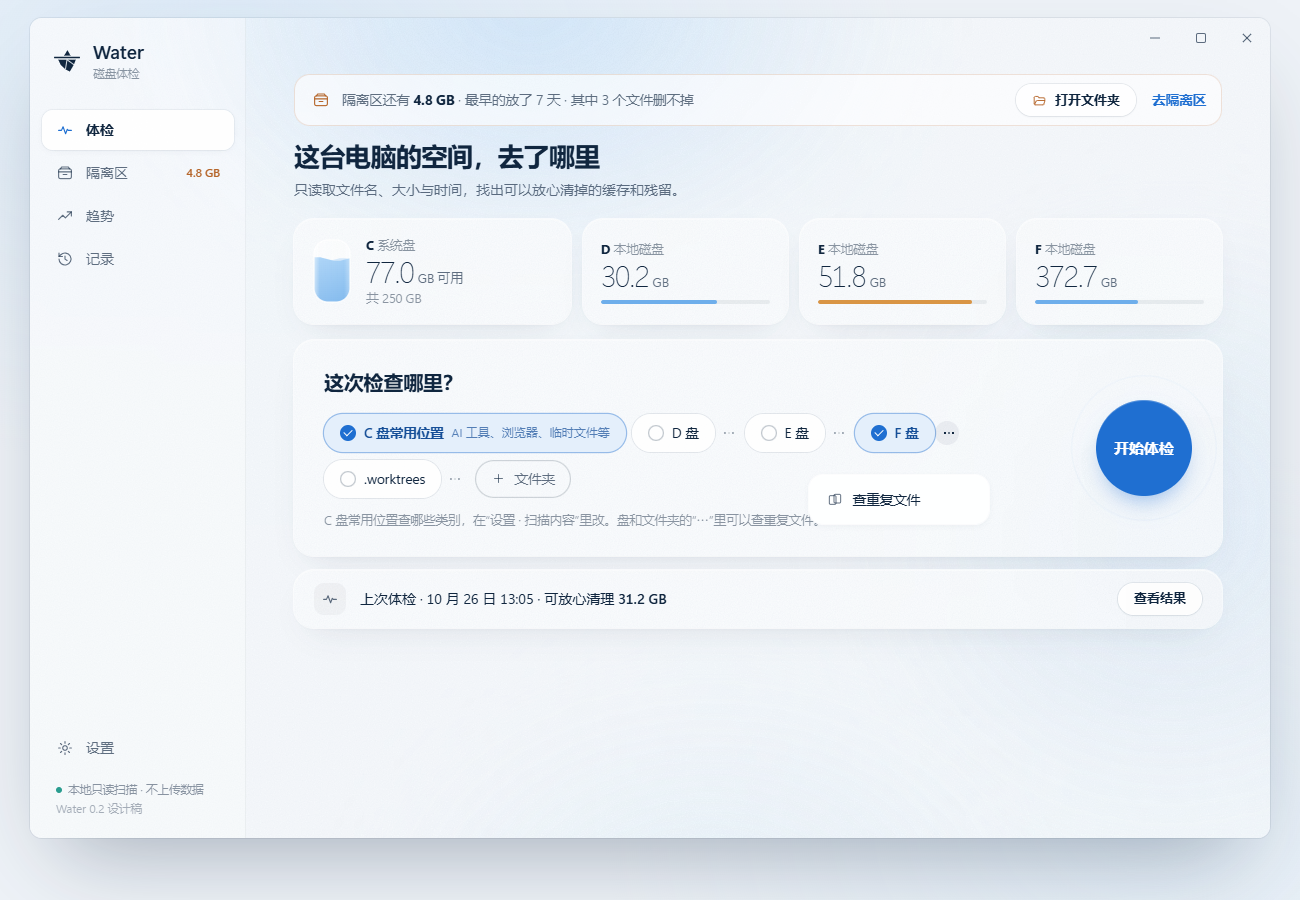 Water
磁盘体检
体检
隔离区 4.8 GB
趋势
记录
设置
本地只读扫描 · 不上传数据
Water 0.2 设计稿
隔离区还有 4.8 GB · 最早的放了 7 天 · 其中 3 个文件删不掉
打开文件夹
去隔离区
这台电脑的空间，去了哪里
只读取文件名、大小与时间，找出可以放心清掉的缓存和残留。
C 系统盘
77.0 GB 可用
共 250 GB
D 本地磁盘
30.2 GB
E 本地磁盘
51.8 GB
F 本地磁盘
372.7 GB
这次检查哪里？
C 盘常用位置 AI 工具、浏览器、临时文件等
D 盘 ···
E 盘 ···
F 盘 ···
.worktrees ···
+ 文件夹
查重复文件
C 盘常用位置查哪些类别，在“设置 · 扫描内容”里改。盘和文件夹的“···”里可以查重复文件。
开始体检
上次体检 · 10 月 26 日 13:05 · 可放心清理 31.2 GB
查看结果